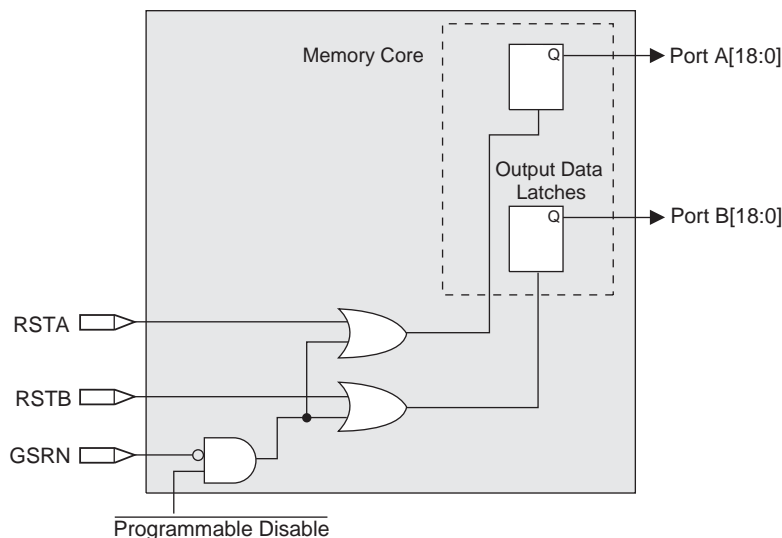 Memory Core
Q
Port A[18:0]
Output Data
Latches
Q
Port B[18:0]
RSTA
RSTB
GSRN
Programmable Disable